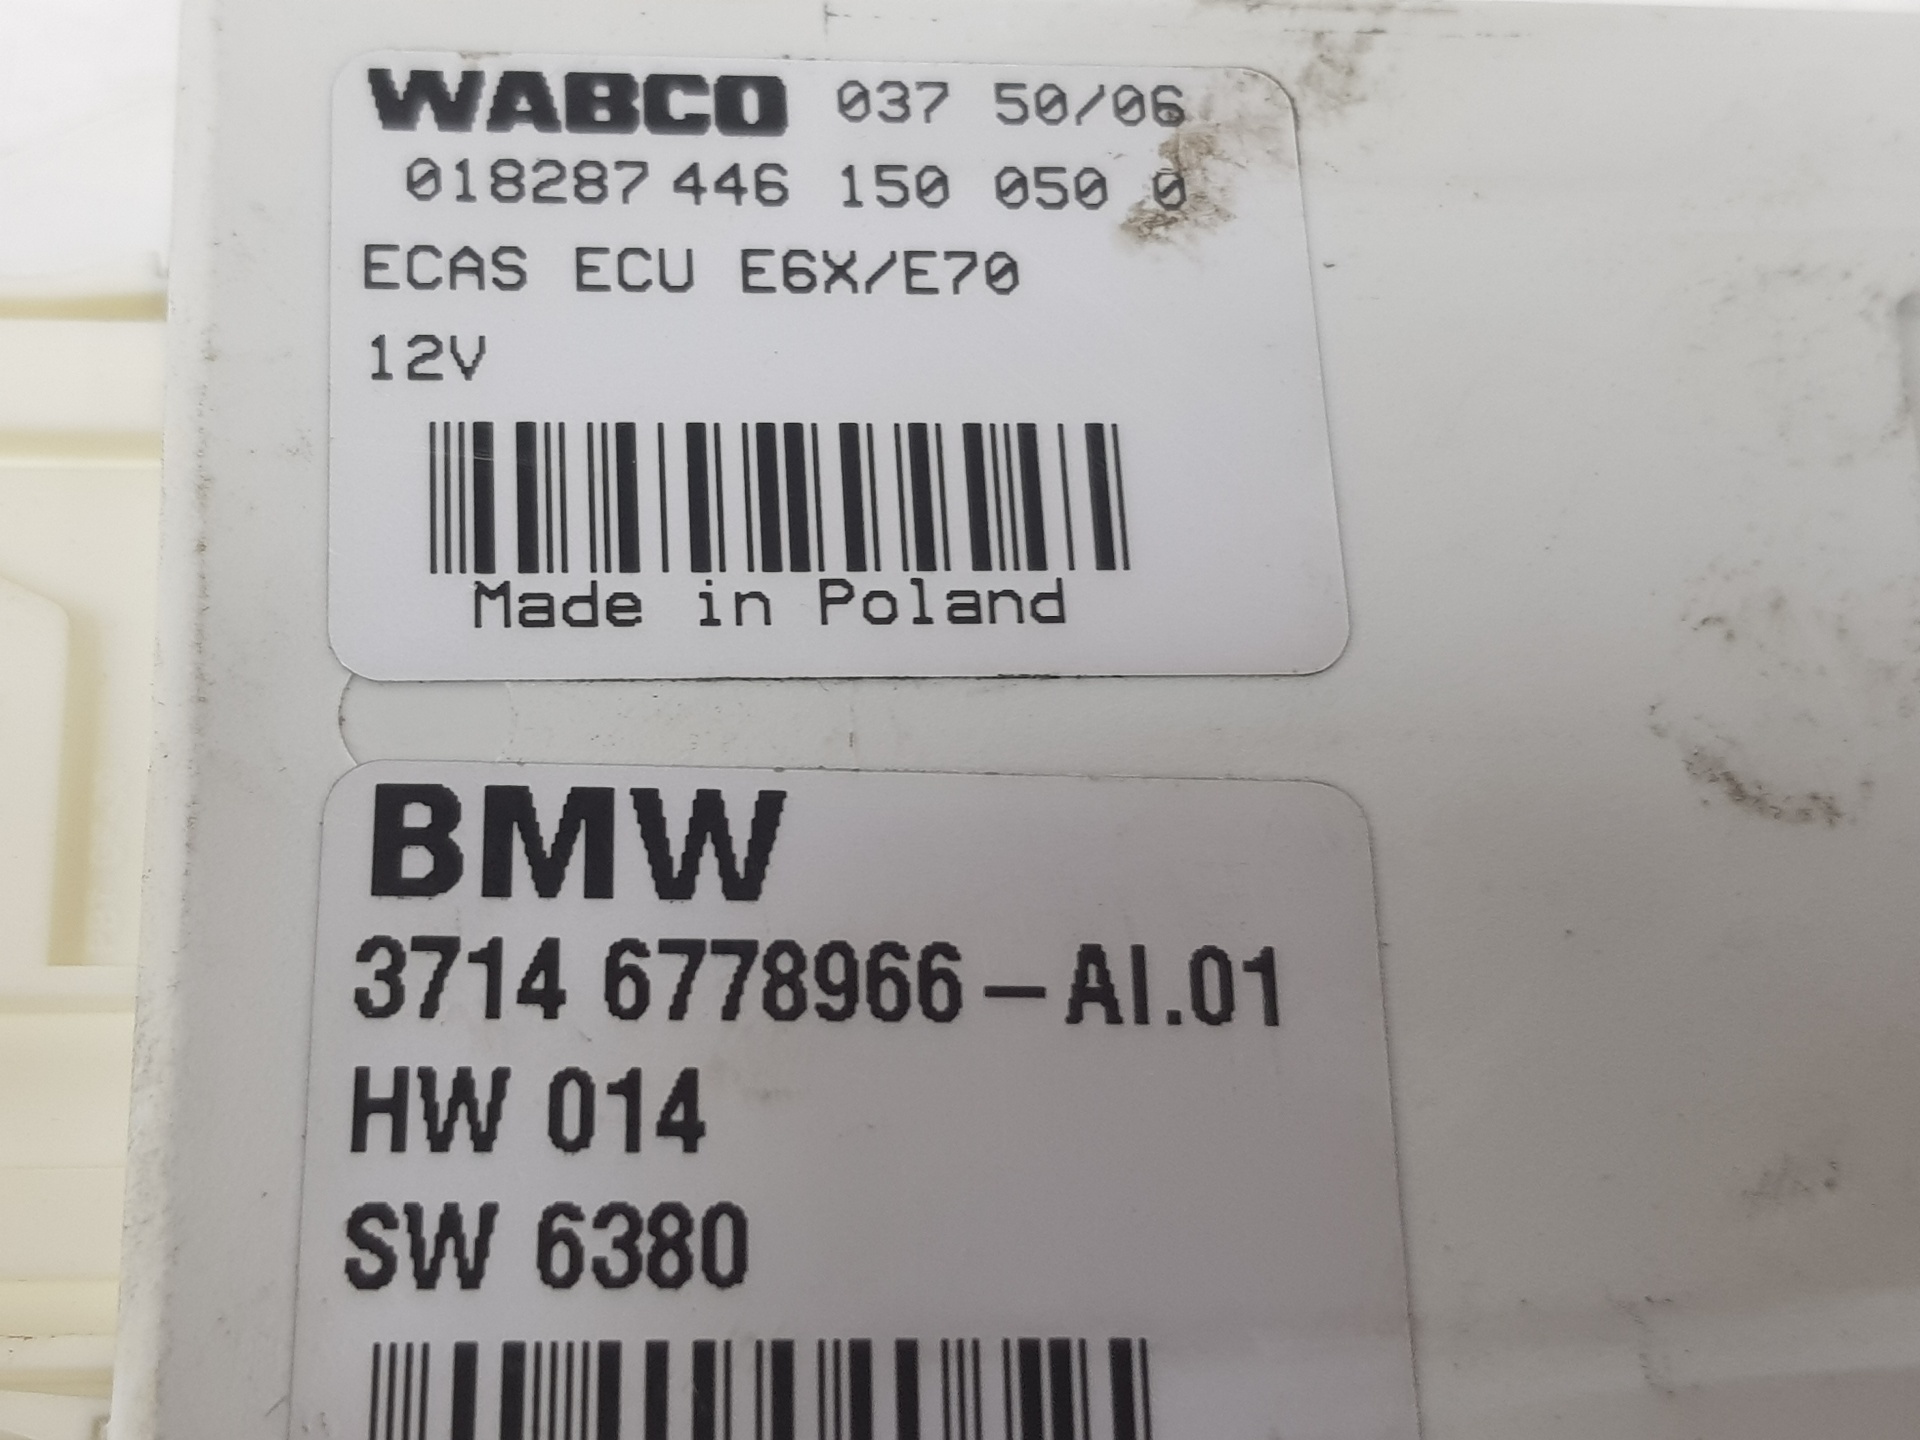 WABCO 037 50/06
018287 446 150 050 0
ECAS ECU E6X/E70
12V
Made in Poland
BMW
3714 6778966-AI.01
HW 014
SW 6380